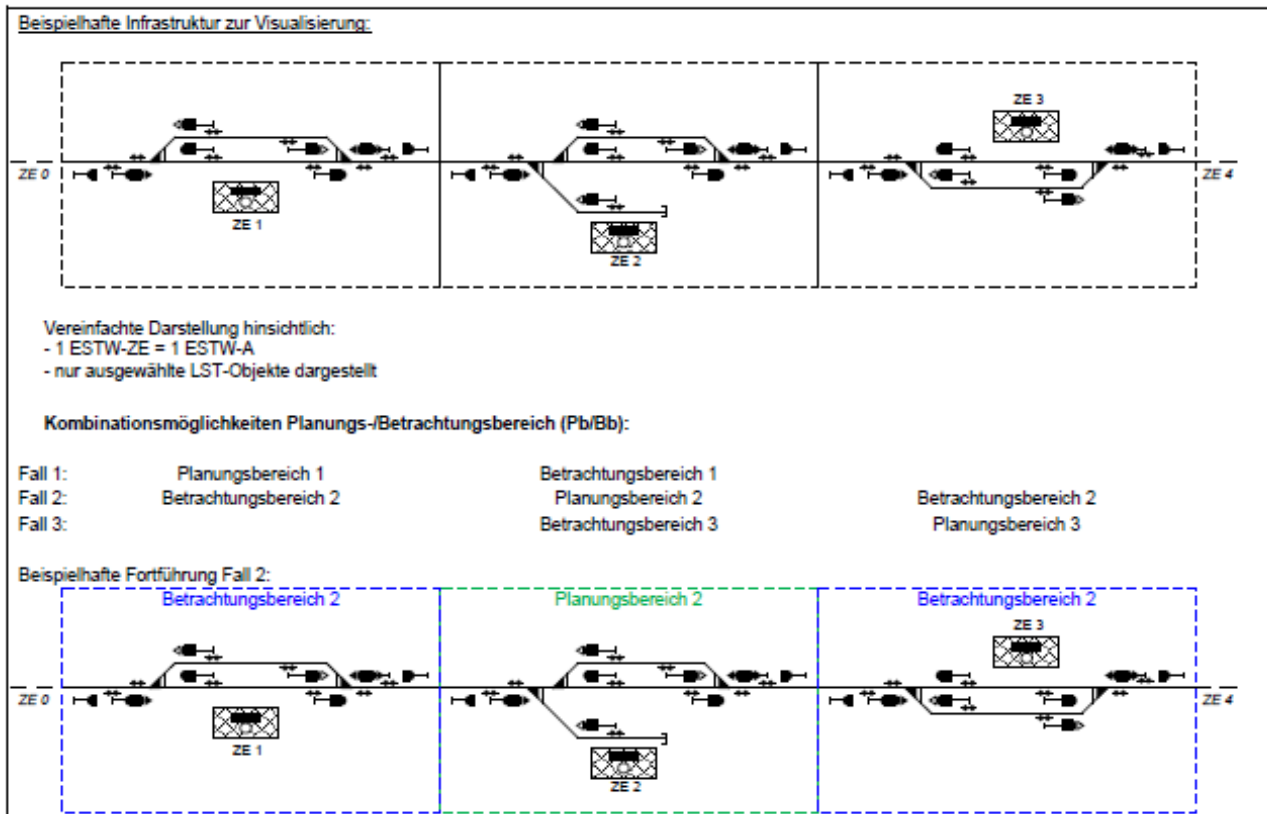 Beispielhafte Infrastruktur zur Visualisierung:
ZE 3
ZE 0
ZE 4
ZE 1
ZE 2
Vereinfachte Darstellung hinsichtlich:
- 1 ESTW-ZE = 1 ESTW-A
- nur ausgewählte LST-Objekte dargestellt
Kombinationsmöglichkeiten Planungs-/Betrachtungsbereich (Pb/Bb):
Fall 1: Planungsbereich 1 Betrachtungsbereich 1
Fall 2: Betrachtungsbereich 2 Planungsbereich 2 Betrachtungsbereich 2
Fall 3: Betrachtungsbereich 3 Planungsbereich 3
Beispielhafte Fortführung Fall 2:
Betrachtungsbereich 2 Planungsbereich 2 Betrachtungsbereich 2
ZE 3
ZE 0
ZE 4
ZE 1
ZE 2